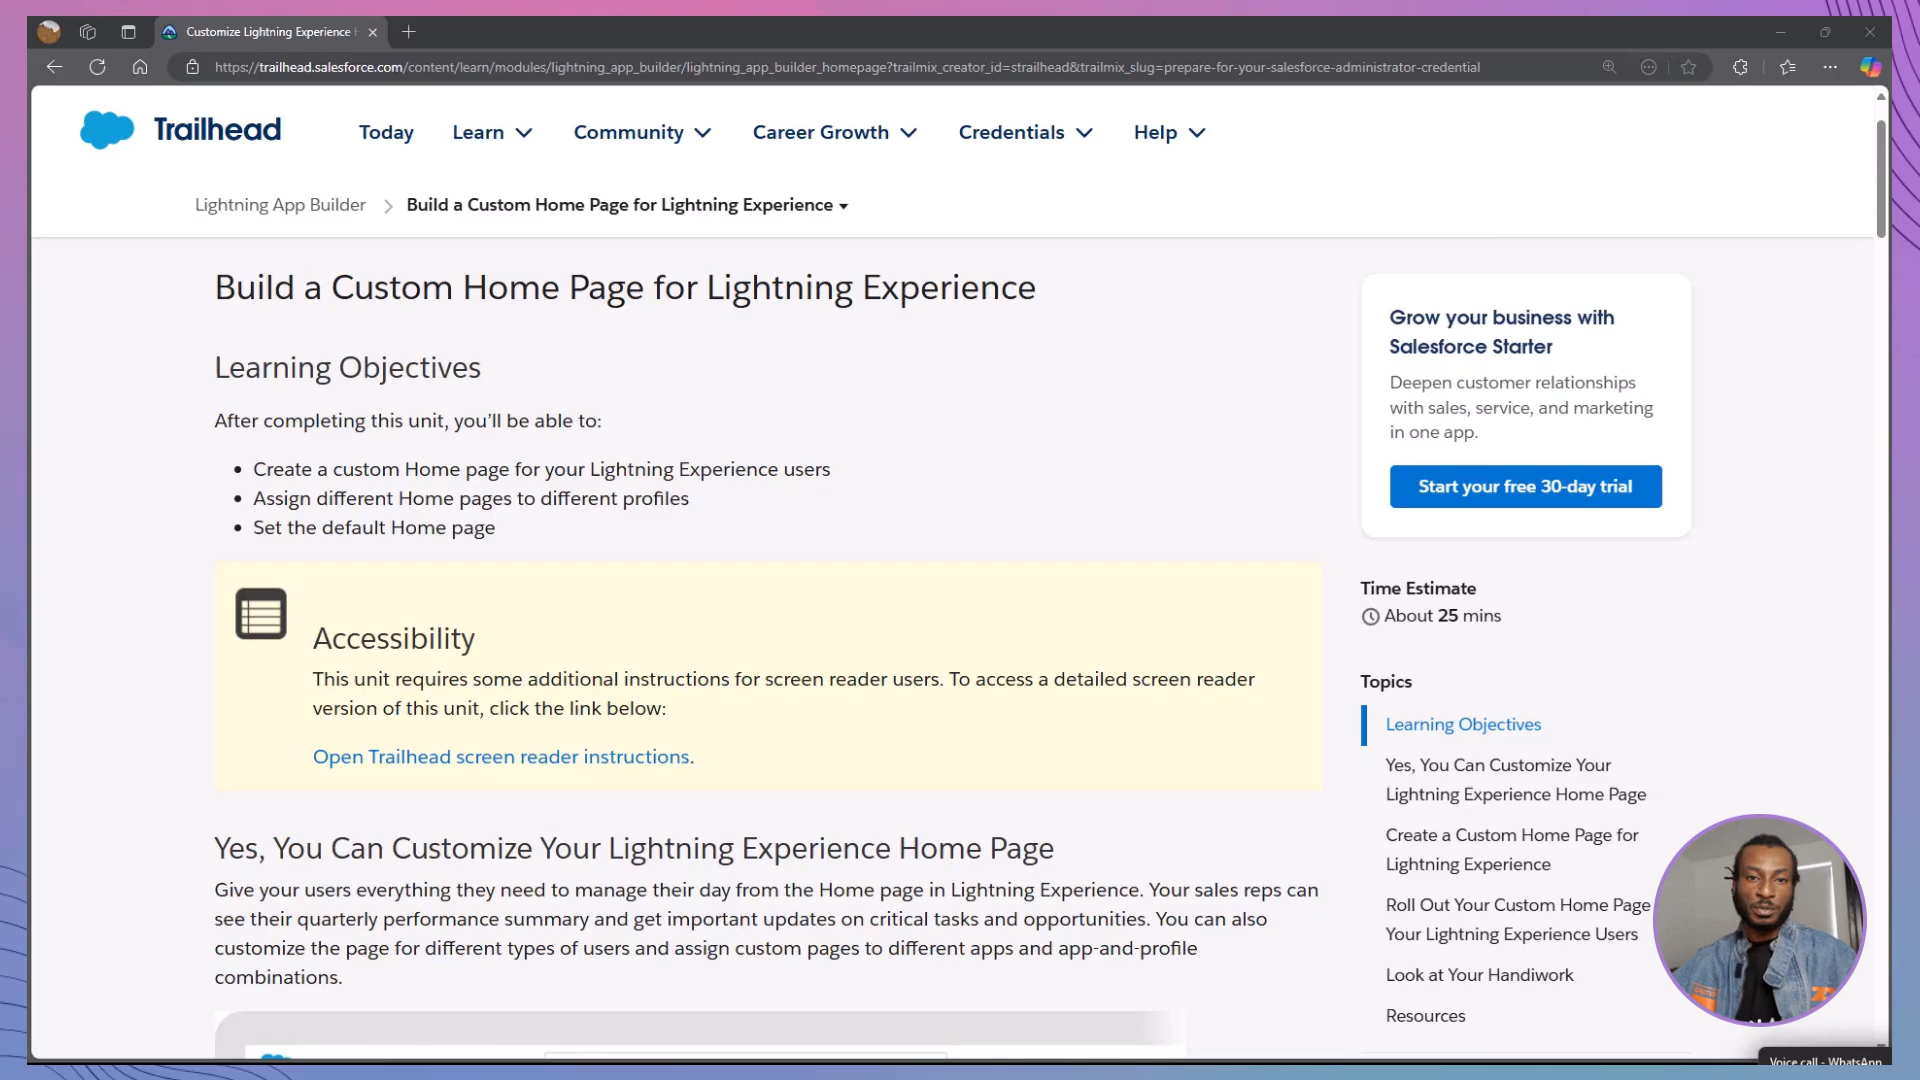 Customize Lightning Experience
https://trailhead.salesforce.com/content/learn/modules/lightning_app_builder/lightning_app_builder_homepage?trailmix_creator_id=strailhead&trailmix_slug=prepare-for-your-salesforce-administrator-credential
Trailhead
Today
Learn
Community
Career Growth
Credentials
Help
Lightning App Builder
Build a Custom Home Page for Lightning Experience
Build a Custom Home Page for Lightning Experience
Learning Objectives
After completing this unit, you’ll be able to:
• Create a custom Home page for your Lightning Experience users
• Assign different Home pages to different profiles
• Set the default Home page
Accessibility
This unit requires some additional instructions for screen reader users. To access a detailed screen reader
version of this unit, click the link below:
Open Trailhead screen reader instructions.
Yes, You Can Customize Your Lightning Experience Home Page
Give your users everything they need to manage their day from the Home page in Lightning Experience. Your sales reps can
see their quarterly performance summary and get important updates on critical tasks and opportunities. You can also
customize the page for different types of users and assign custom pages to different apps and app-and-profile
combinations.
Grow your business with
Salesforce Starter
Deepen customer relationships
with sales, service, and marketing
in one app.
Start your free 30-day trial
Time Estimate
About 25 mins
Topics
Learning Objectives
Yes, You Can Customize Your
Lightning Experience Home Page
Create a Custom Home Page for
Lightning Experience
Roll Out Your Custom Home Page
Your Lightning Experience Users
Look at Your Handiwork
Resources
Voice call - WhatsApp